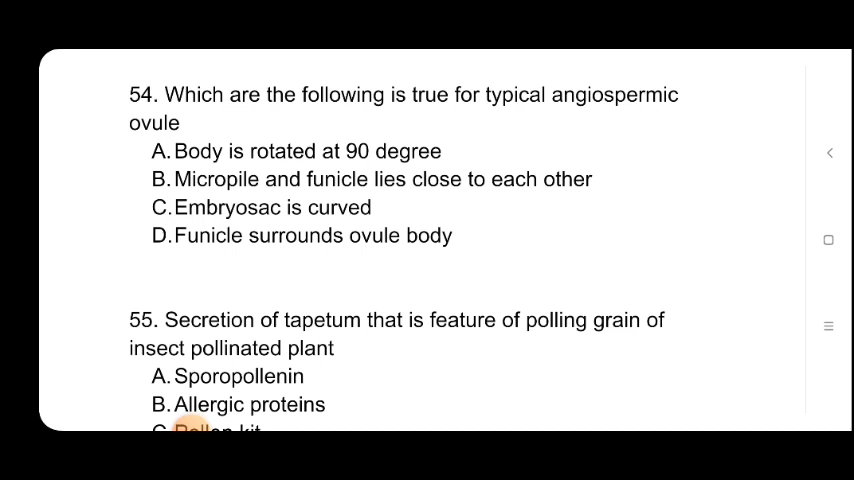 54. Which are the following is true for typical angiospermic
ovule
A. Body is rotated at 90 degree
B. Micropile and funicle lies close to each other
C. Embryosac is curved
D. Funicle surrounds ovule body
55. Secretion of tapetum that is feature of polling grain of
insect pollinated plant
A. Sporopollenin
B. Allergic proteins
C. Pollen kit